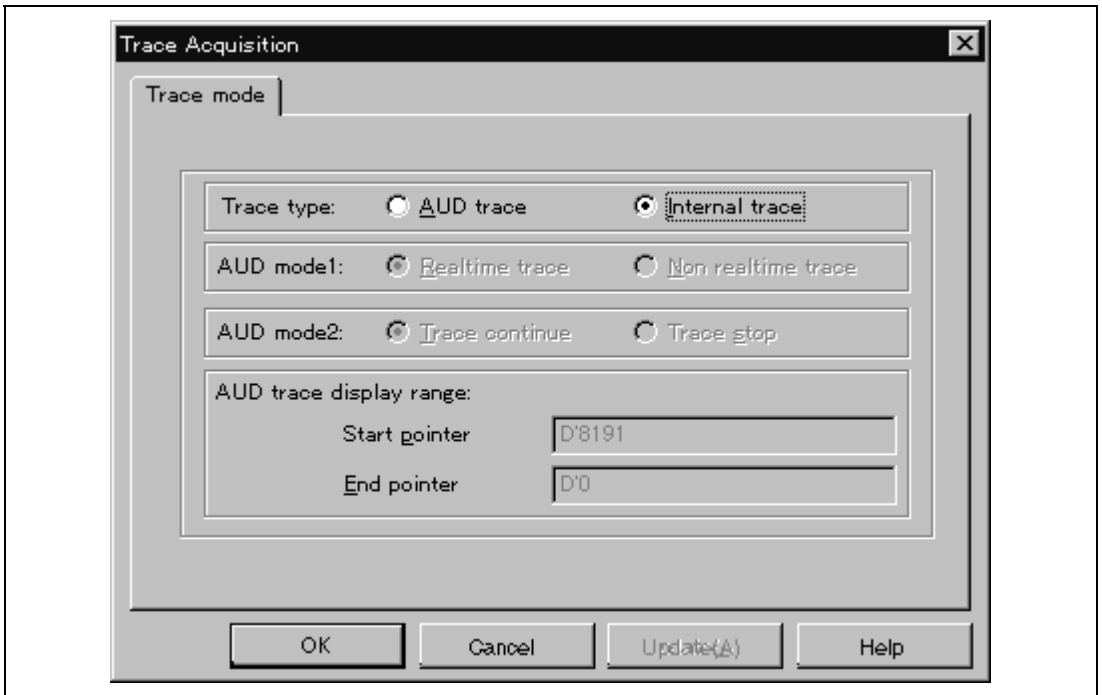 Trace Acquisition
Trace mode
Trace type: AUD trace Internal trace
AUD mode1: Realtime trace Non realtime trace
AUD mode2: Trace continue Trace stop
AUD trace display range:
Start pointer D'8191
End pointer D'0
OK Cancel Update(A) Help